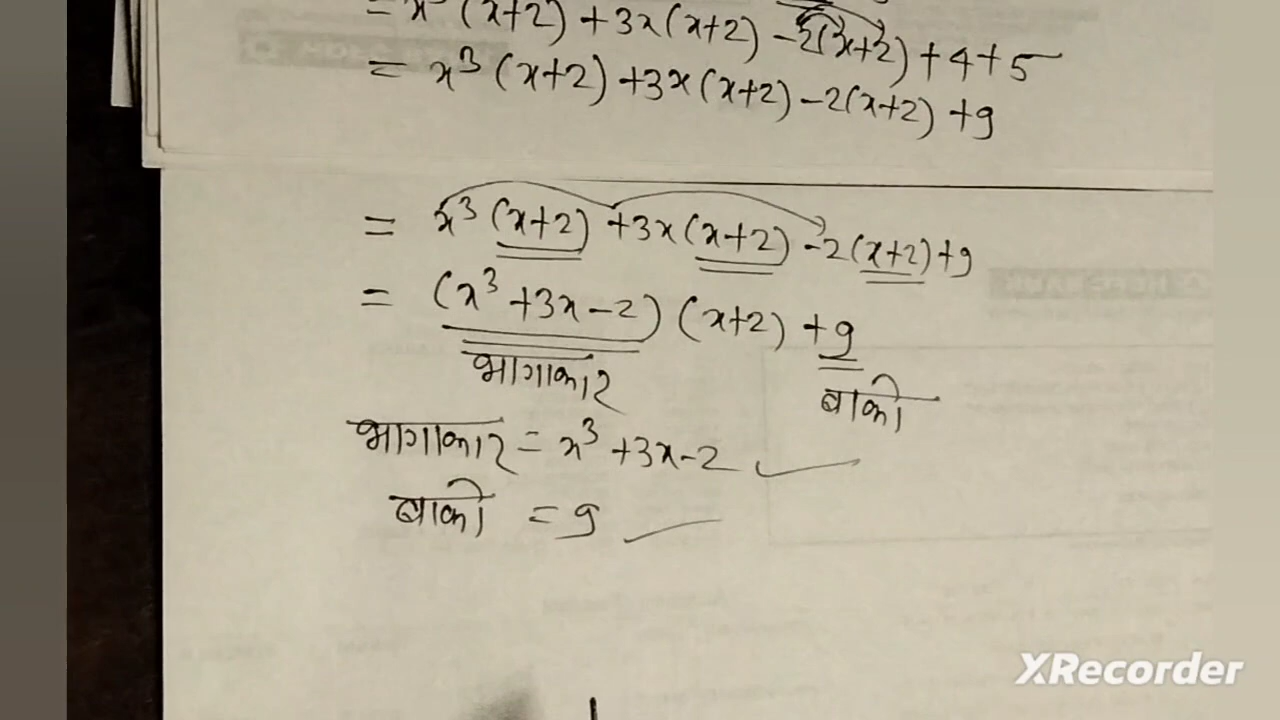 = x³ (x+2) + 3x (x+2) - 2(x+2) + 4 + 5
= x³ (x+2) +3x (x+2) -2(x+2) +9
= x³ (x+2) +3x (x+2) -2(x+2)+9
= (x³ +3x-2) (x+2) +9
भागाकार बाकी
भागाकार = x³ +3x-2
बाकी = 9
XRecorder